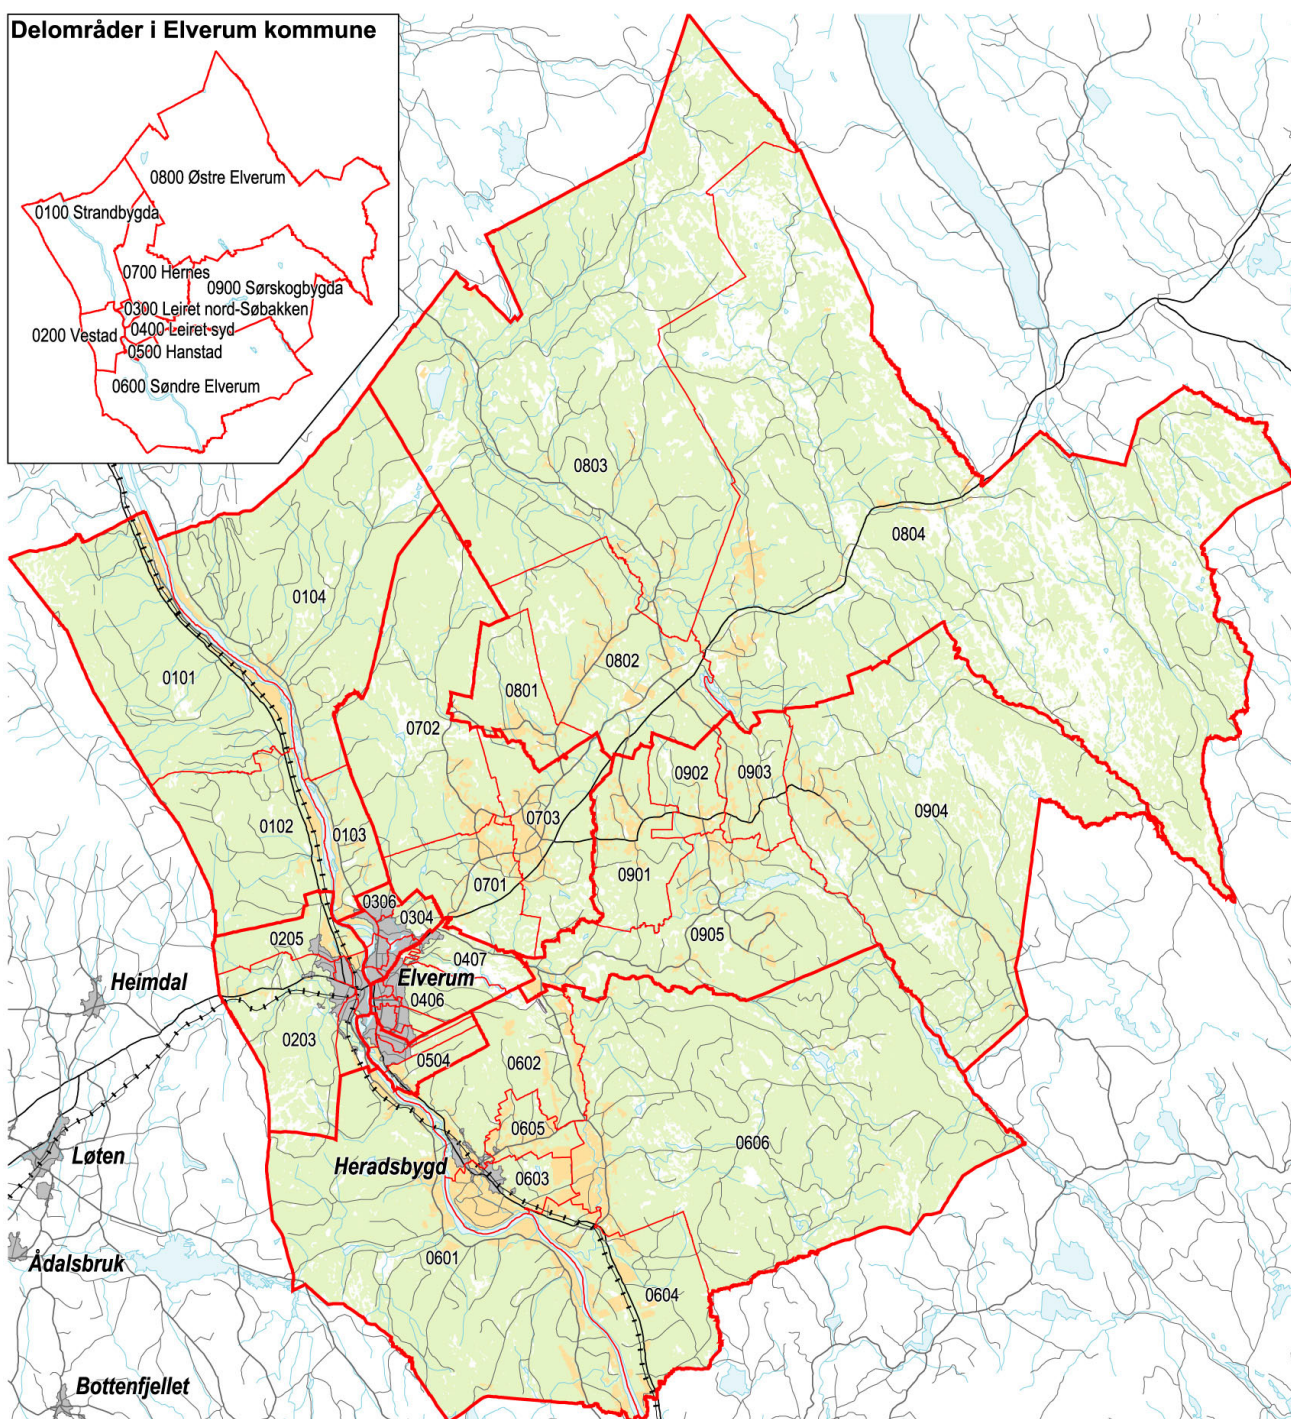 Delområder i Elverum kommune
0800 Østre Elverum
0100 Strandbygda
0700 Hernes
0900 Sørskogbygda
0300 Leiret nord-Søbakken
0400 Leiret syd
0200 Vestad
0500 Hanstad
0600 Søndre Elverum
0803
0804
0104
0101
0802
0801
0702
0902
0903
0904
0703
0102
0103
0901
0701
0306
0304
0205
0905
0407
Elverum
Heimdal
0406
0203
0504
0602
0605
0606
Løten
Heradsbygd
0603
0601
Ådalsbruk
0604
Bottenfjellet